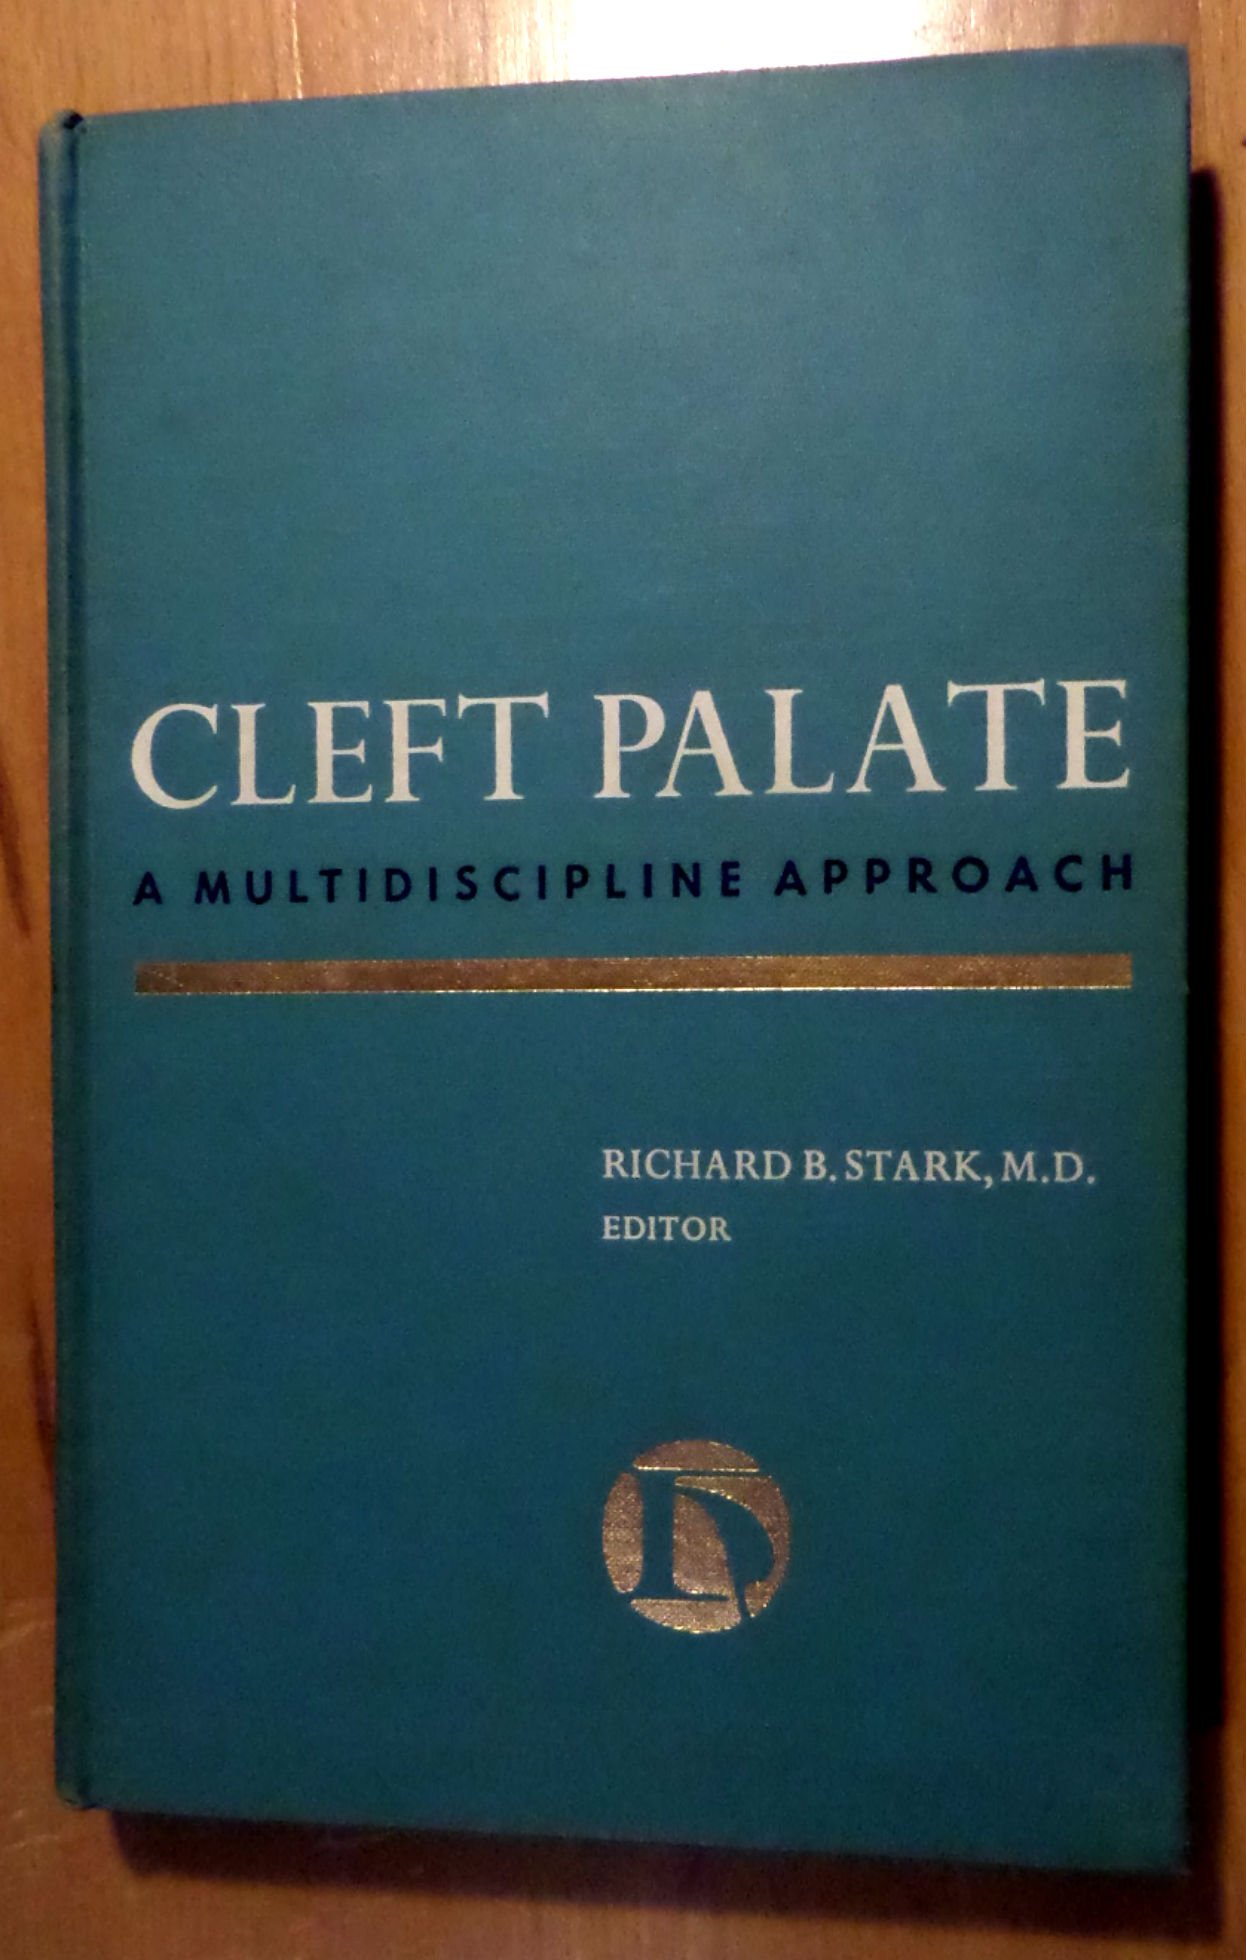 CLEFT PALATE
A MULTIDISCIPLINE APPROACH
RICHARD B. STARK, M.D.
EDITOR